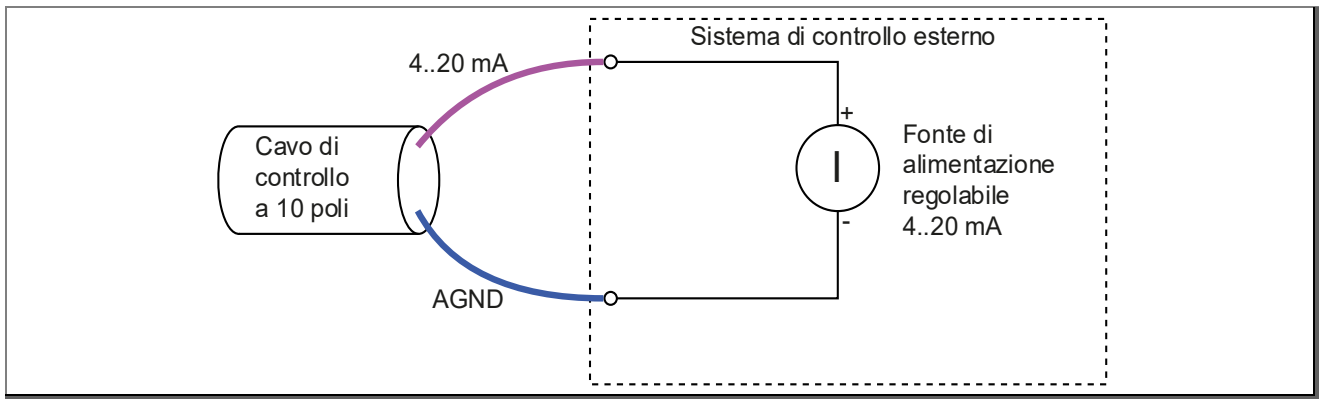 Sistema di controllo esterno
4..20 mA
+
Cavo di
controllo
a 10 poli
I
Fonte di
alimentazione
regolabile
4..20 mA
-
AGND